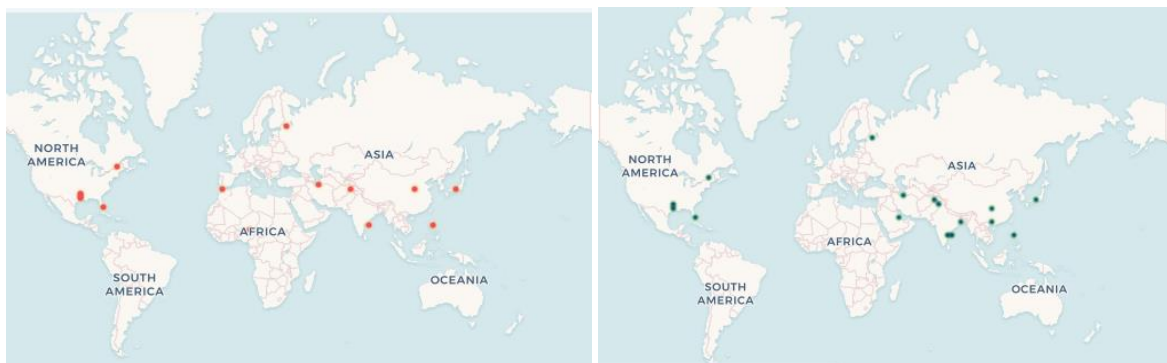 NORTH
AMERICA
ASIA
AFRICA
SOUTH
AMERICA
OCEANIA
NORTH
AMERICA
ASIA
AFRICA
SOUTH
AMERICA
OCEANIA